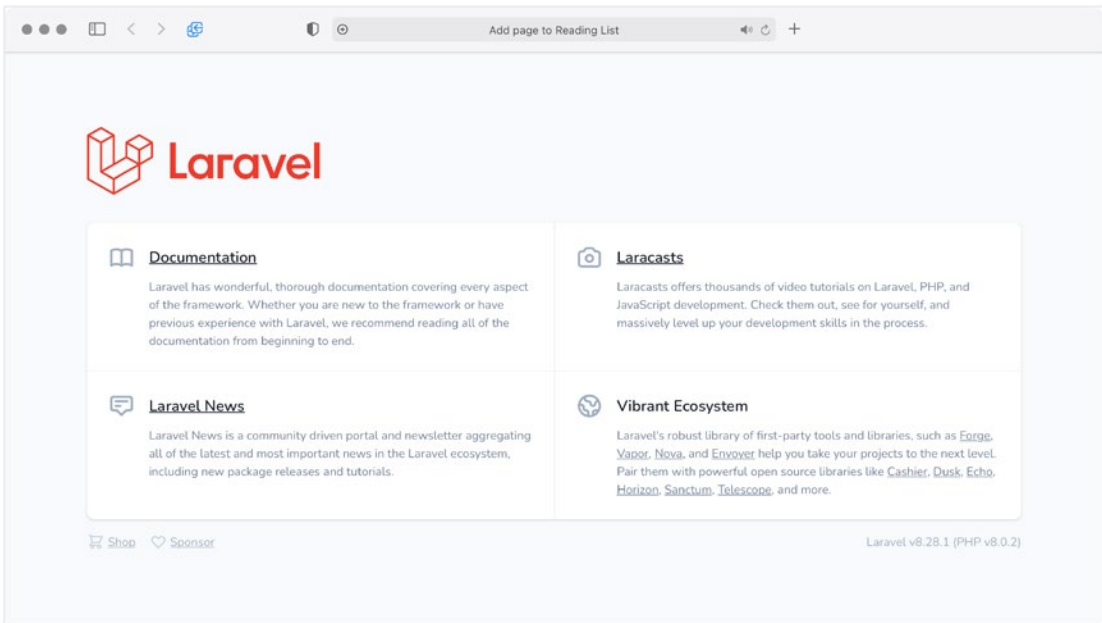 Add page to Reading List
Laravel
Documentation
Laravel has wonderful, thorough documentation covering every aspect
of the framework. Whether you are new to the framework or have
previous experience with Laravel, we recommend reading all of the
documentation from beginning to end.
Laracasts
Laracasts offers thousands of video tutorials on Laravel, PHP, and
JavaScript development. Check them out, see for yourself, and
massively level up your development skills in the process.
Laravel News
Laravel News is a community driven portal and newsletter aggregating
all of the latest and most important news in the Laravel ecosystem,
including new package releases and tutorials.
Vibrant Ecosystem
Laravel's robust library of first-party tools and libraries, such as Forge,
Vapor, Nova, and Envoyer help you take your projects to the next level.
Pair them with powerful open source libraries like Cashier, Dusk, Echo,
Horizon, Sanctum, Telescope, and more.
Shop Sponsor
Laravel v8.28.1 (PHP v8.0.2)